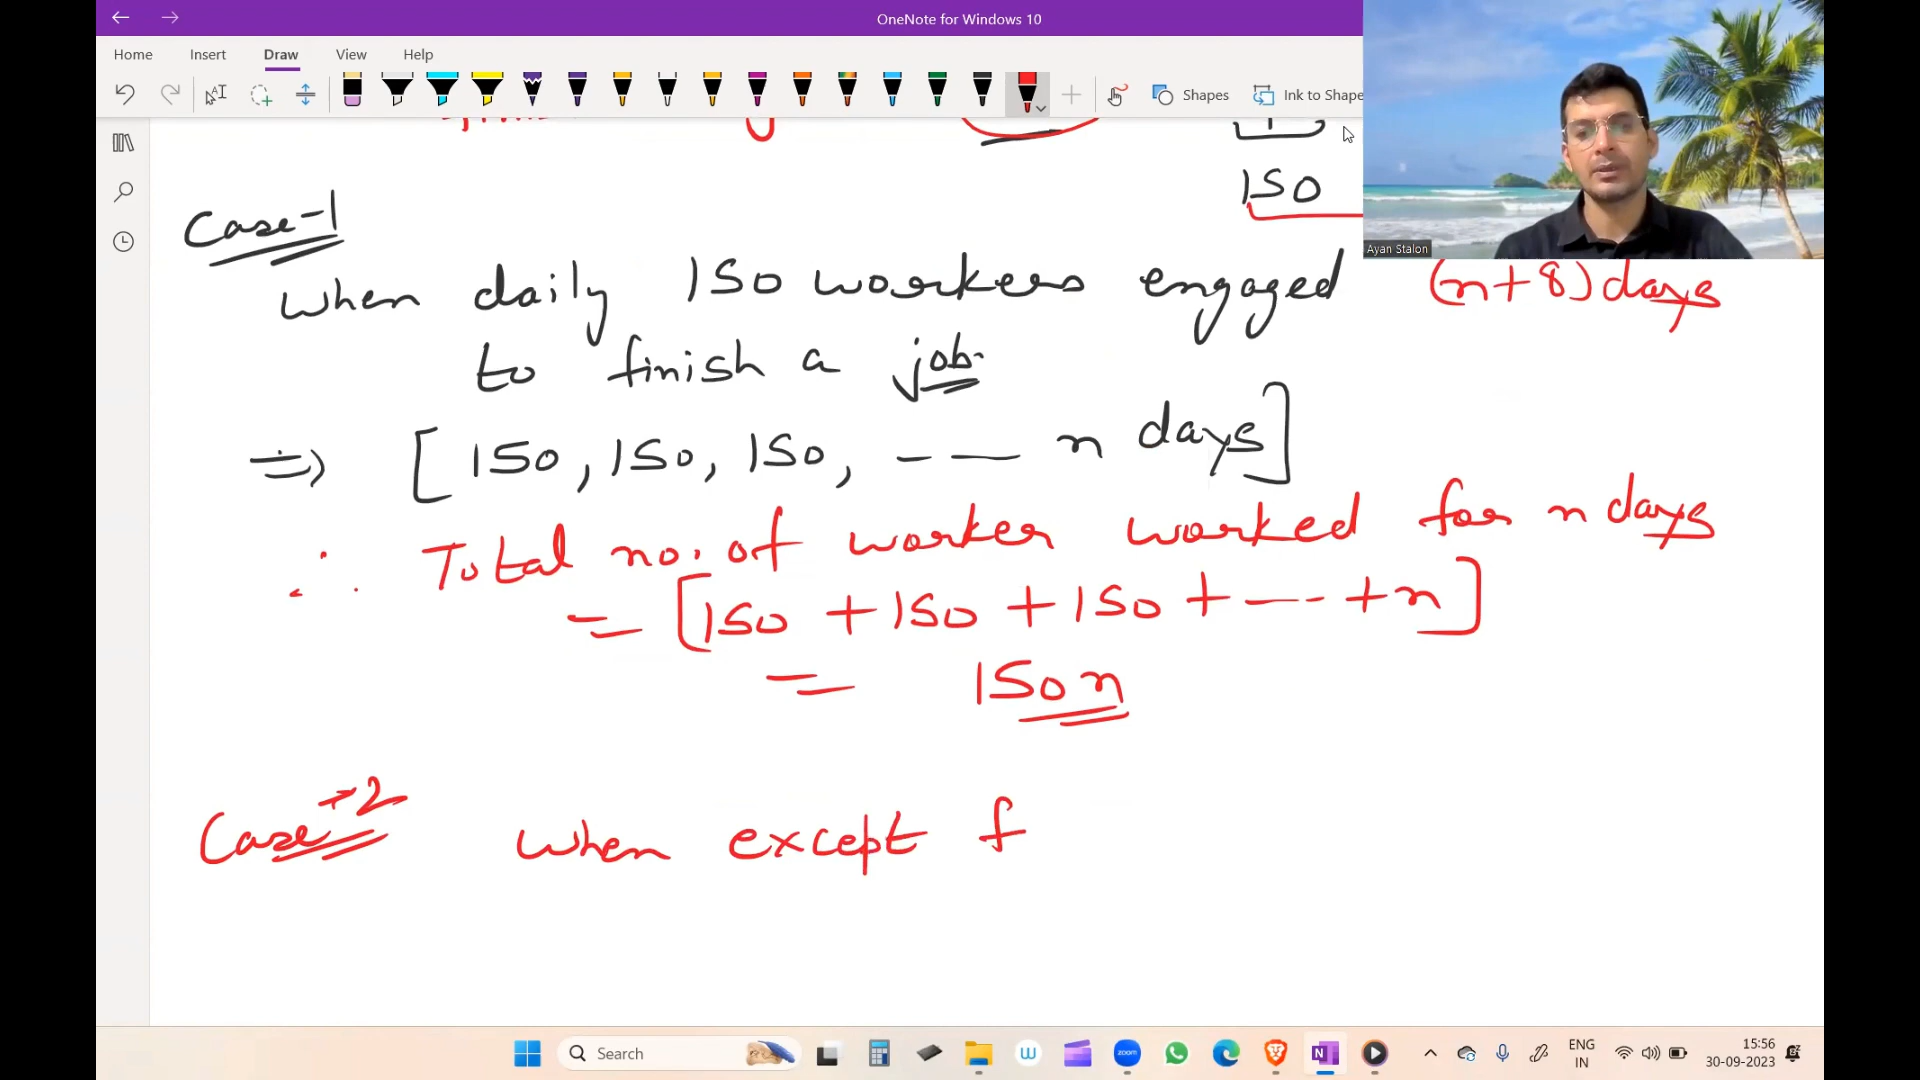 OneNote for Windows 10
Home Insert Draw View Help
Shapes Ink to Shape
150
Ayan Stalon
Case-1
when daily 150 workers engaged (n+8) days
to finish a job.
⇒ [150, 150, 150, - — n days]
∴ Total no. of worker worked for n days
= [150 + 150 + 150 + — -- + n]
= 150n
Case-2 when except f
Search
ENG
IN
15:56
30-09-2023